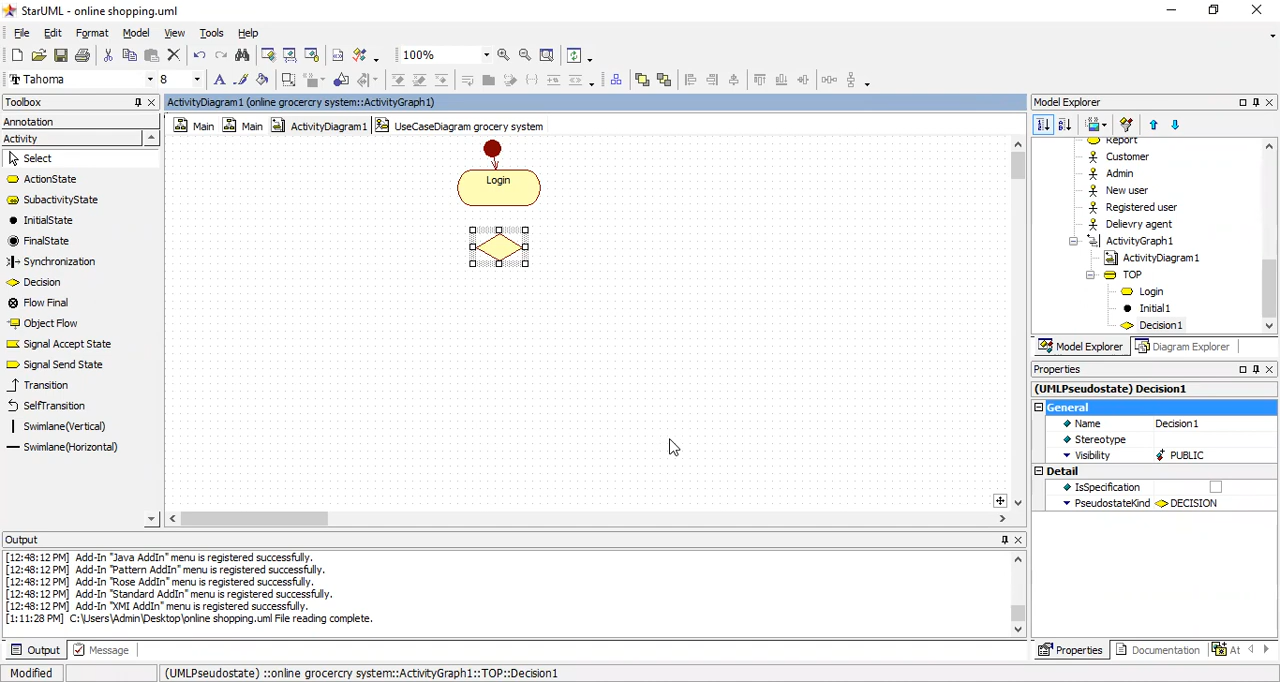 StarUML - online shopping.uml
File Edit Format Model View Tools Help
100%
Tahoma 8
Toolbox
Annotation
Activity
Select
ActionState
SubactivityState
InitialState
FinalState
Synchronization
Decision
Flow Final
Object Flow
Signal Accept State
Signal Send State
Transition
SelfTransition
Swimlane(Vertical)
Swimlane(Horizontal)
ActivityDiagram1 (online grocercry system::ActivityGraph1)
Main Main ActivityDiagram1 UseCaseDiagram grocery system
Login
Model Explorer
Report
Customer
Admin
New user
Registered user
Delievry agent
ActivityGraph1
ActivityDiagram1
TOP
Login
Initial1
Decision1
Model Explorer Diagram Explorer
Properties
(UMLPseudostate) Decision1
General
Name Decision1
Stereotype
Visibility PUBLIC
Detail
IsSpecification
PseudostateKind DECISION
Properties Documentation At
Output
[12:48:12 PM] Add-In "Java AddIn" menu is registered successfully.
[12:48:12 PM] Add-In "Pattern AddIn" menu is registered successfully.
[12:48:12 PM] Add-In "Rose AddIn" menu is registered successfully.
[12:48:12 PM] Add-In "Standard AddIn" menu is registered successfully.
[12:48:12 PM] Add-In "XMI AddIn" menu is registered successfully.
[1:11:28 PM] C:\Users\Admin\Desktop\online shopping.uml File reading complete.
Output Message
Modified (UMLPseudostate) ::online grocercry system::ActivityGraph1::TOP::Decision1